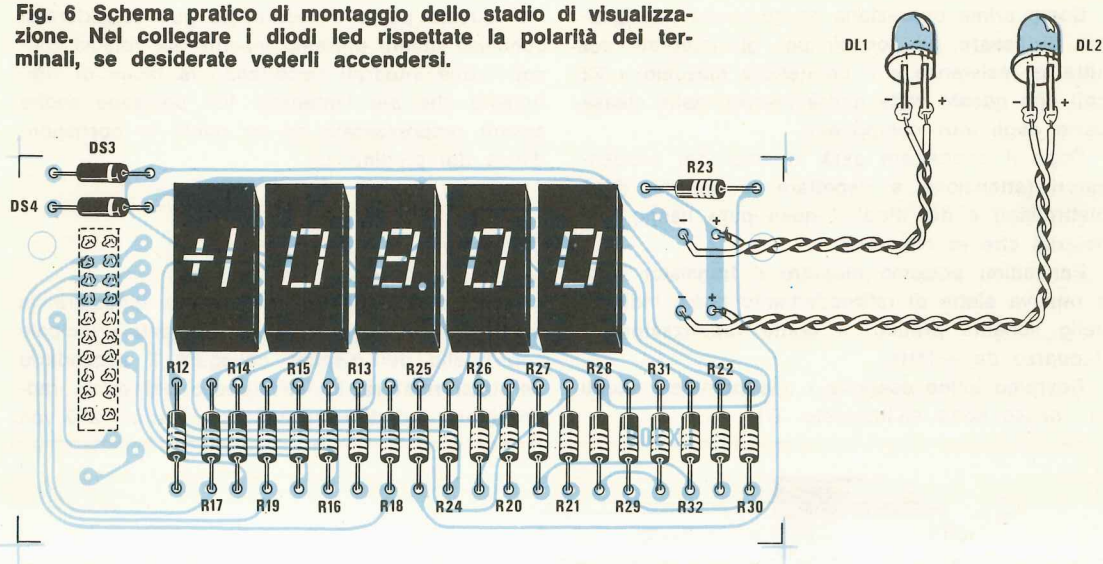 Fig. 6 Schema pratico di montaggio dello stadio di visualizza-
zione. Nel collegare i diodi led rispettate la polarità dei ter-
minali, se desiderate vederli accendersi.
DL1
DL2
- +
- +
DS3
DS4
R23
- +
- +
R12 R14 R15 R13 R25 R26 R27 R28 R31 R22
R17 R19 R16 R18 R24 R20 R21 R29 R32 R30